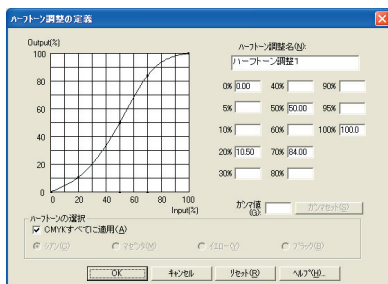 ハーフトーン調整の定義
Output(%)
100
80
60
40
20
0
0 20 40 60 80 100
Input(%)
ハーフトーン調整名(N):
ハーフトーン調整1
0% 0.00 40% 90%
5% 50% 50.00 95%
10% 60% 100% 100.0
20% 10.50 70% 84.00
30% 80%
ガンマ値(G): ガンマセット(S)
ハーフトーンの選択
CMYKすべてに適用(A)
シアン(C) マゼンタ(M) イエロー(Y) ブラック(B)
OK キャンセル リセット(R) ヘルプ(H)...